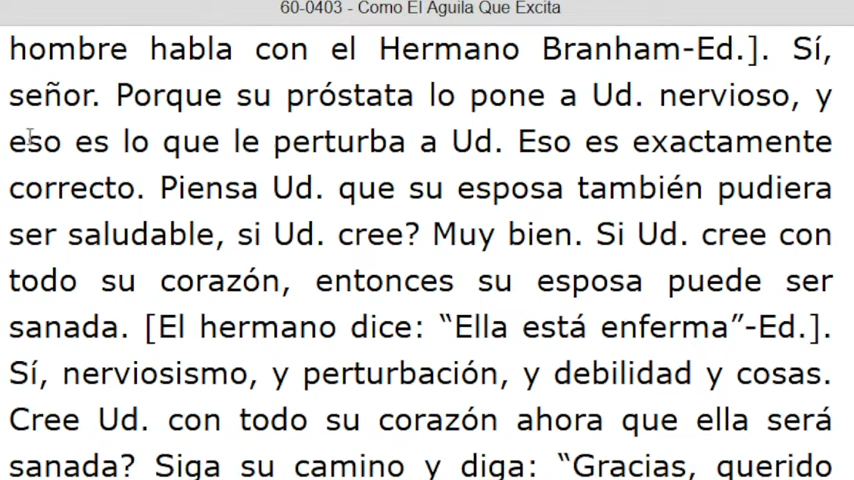 60-0403 - Como El Aguila Que Excita
hombre habla con el Hermano Branham-Ed.]. Sí,
señor. Porque su próstata lo pone a Ud. nervioso, y
eso es lo que le perturba a Ud. Eso es exactamente
correcto. Piensa Ud. que su esposa también pudiera
ser saludable, si Ud. cree? Muy bien. Si Ud. cree con
todo su corazón, entonces su esposa puede ser
sanada. [El hermano dice: “Ella está enferma”-Ed.].
Sí, nerviosismo, y perturbación, y debilidad y cosas.
Cree Ud. con todo su corazón ahora que ella será
sanada? Siga su camino y diga: “Gracias, querido